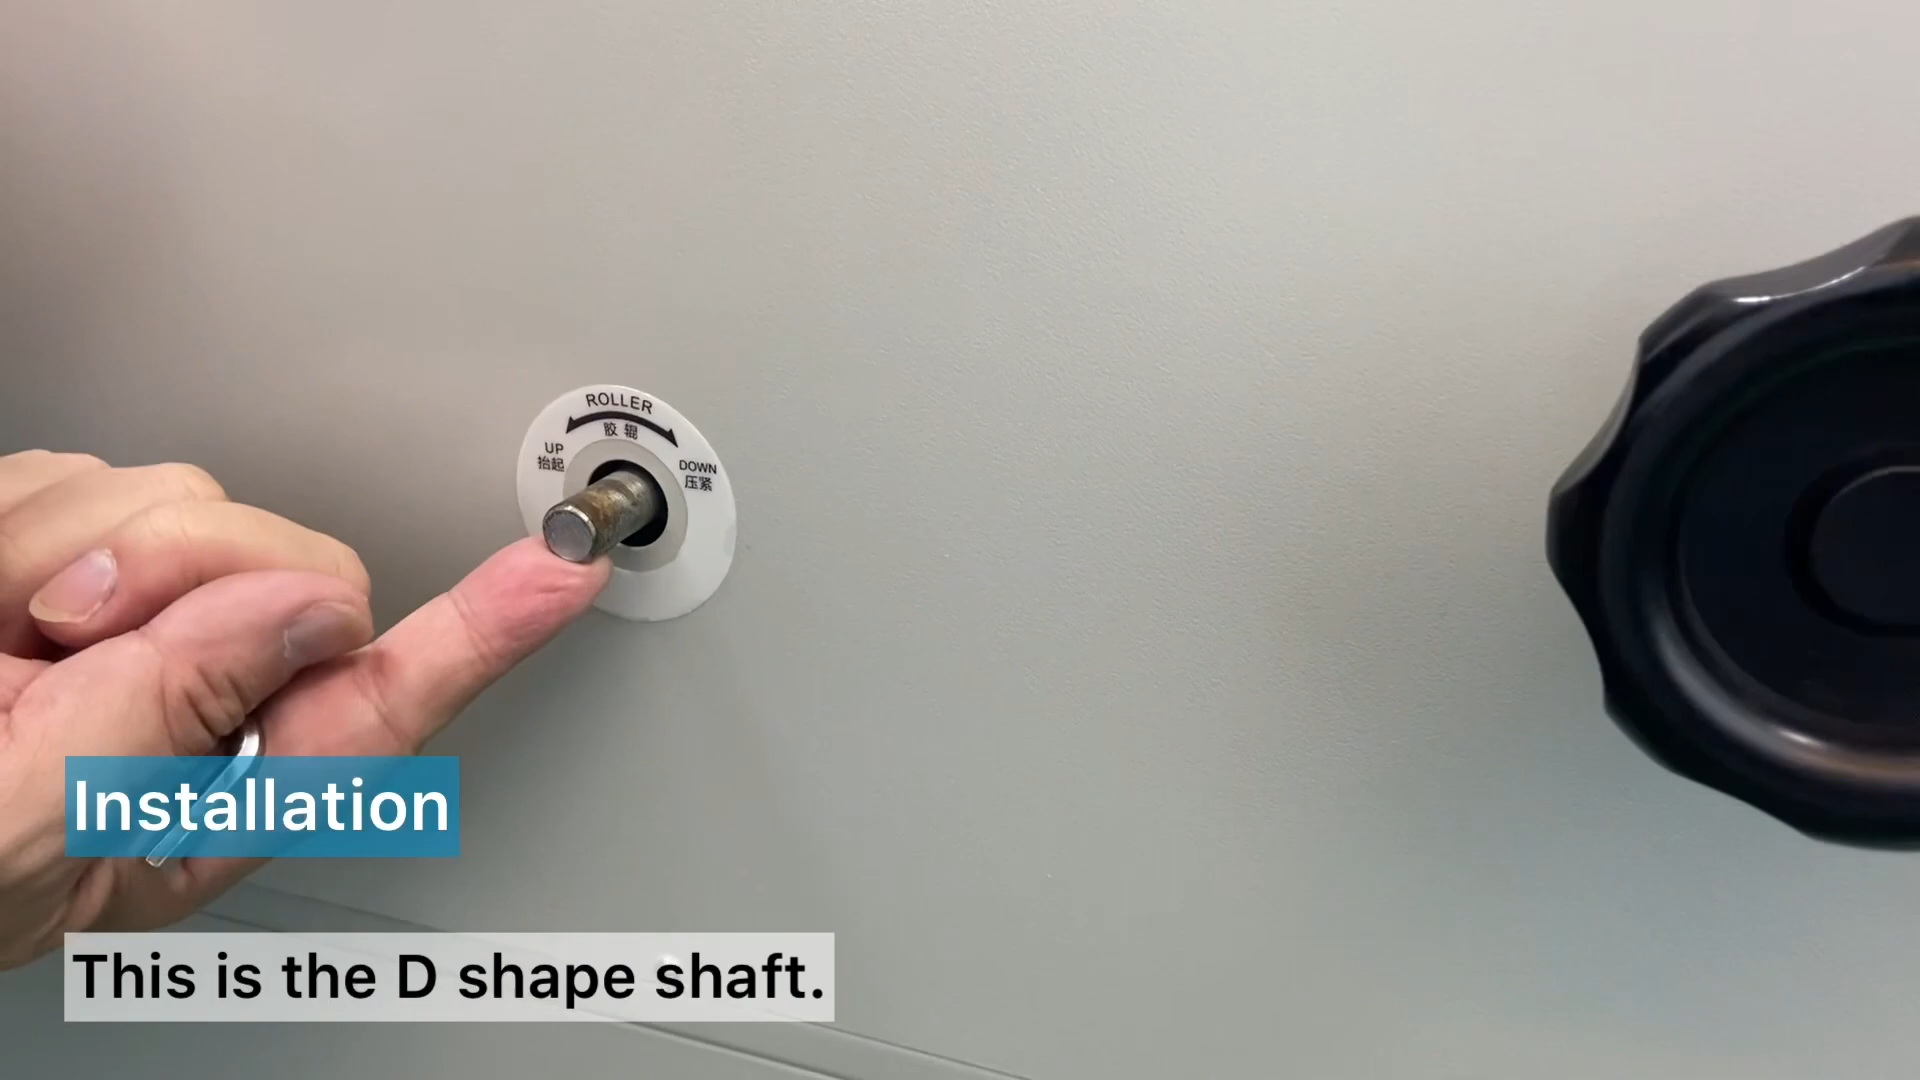 ROLLER
胶 辊
UP
抬起
DOWN
压紧
Installation
This is the D shape shaft.